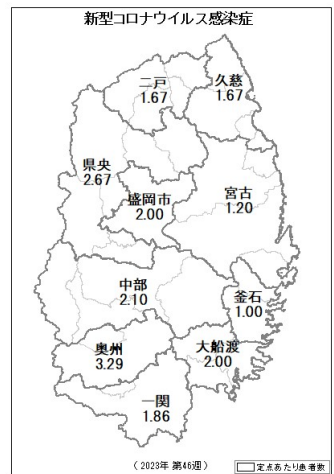 新型コロナウイルス感染症
二戸
1.67
久慈
1.67
県央
2.67
盛岡市
2.00
宮古
1.20
中部
2.10
釜石
1.00
奥州
3.29
大船渡
2.00
一関
1.86
（2023年 第46週）
定点あたり患者数